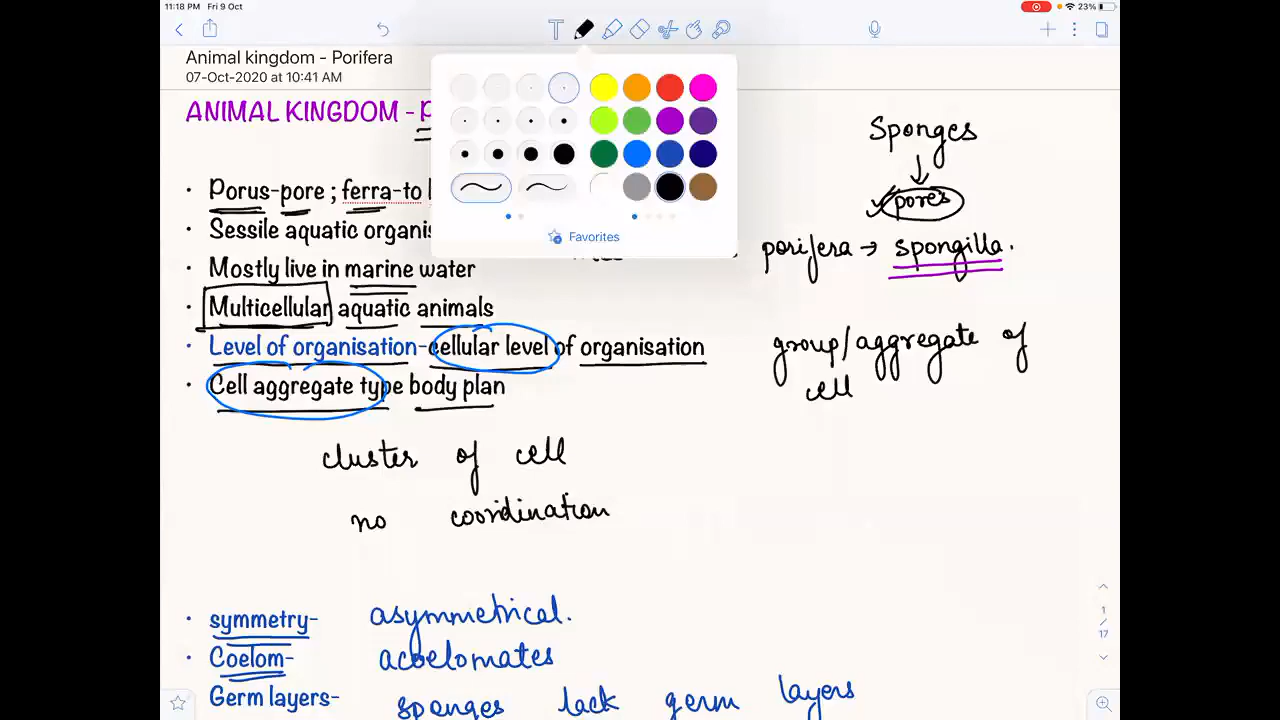 11:18 PM Fri 9 Oct 23%
Animal kingdom - Porifera
07-Oct-2020 at 10:41 AM
ANIMAL KINGDOM -
Sponges
pores
• Porus-pore ; ferra-to
• Sessile aquatic
porifera → spongilla.
• Mostly live in marine water
• Multicellular aquatic animals
• Level of organisation-cellular level of organisation
group/aggregate of
cell
• Cell aggregate type body plan
cluster of cell
no coordination
• symmetry- asymmetrical.
• Coelom- acoelomates
Germ layers- sponges lack germ layers
Favorites
1
/
17